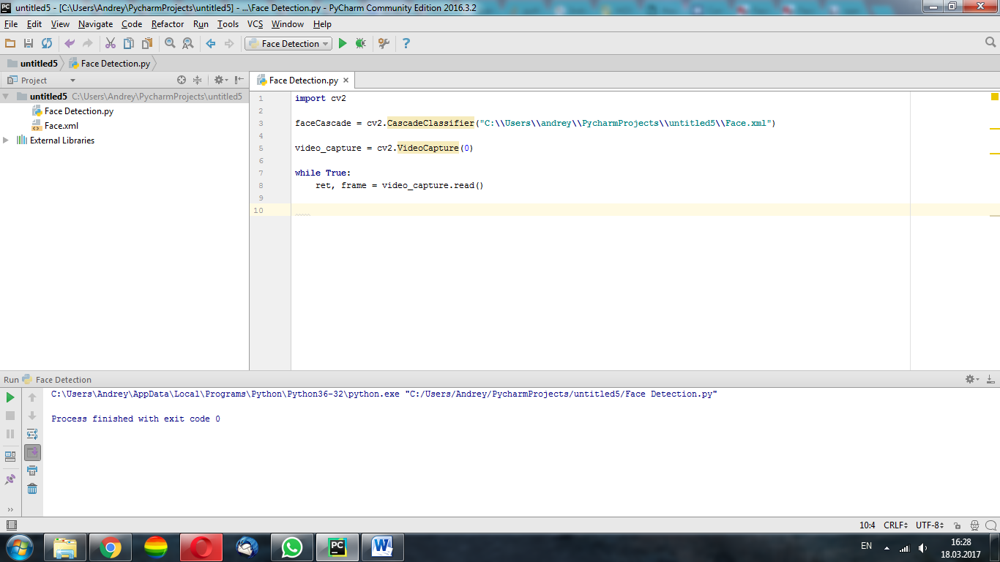 untitled5 - [C:\Users\Andrey\PycharmProjects\untitled5] - ...\Face Detection.py - PyCharm Community Edition 2016.3.2
File Edit View Navigate Code Refactor Run Tools VCS Window Help
Face Detection
untitled5 Face Detection.py
Project
Face Detection.py
untitled5 C:\Users\Andrey\PycharmProjects\untitled5
Face Detection.py
Face.xml
External Libraries
1 import cv2
2
3 faceCascade = cv2.CascadeClassifier("C:\\Users\\andrey\\PycharmProjects\\untitled5\\Face.xml")
4
5 video_capture = cv2.VideoCapture(0)
6
7 while True:
8 ret, frame = video_capture.read()
9
10
Run Face Detection
C:\Users\Andrey\AppData\Local\Programs\Python\Python36-32\python.exe "C:/Users/Andrey/PycharmProjects/untitled5/Face Detection.py"
Process finished with exit code 0
10:4 CRLF UTF-8
EN
16:28
18.03.2017